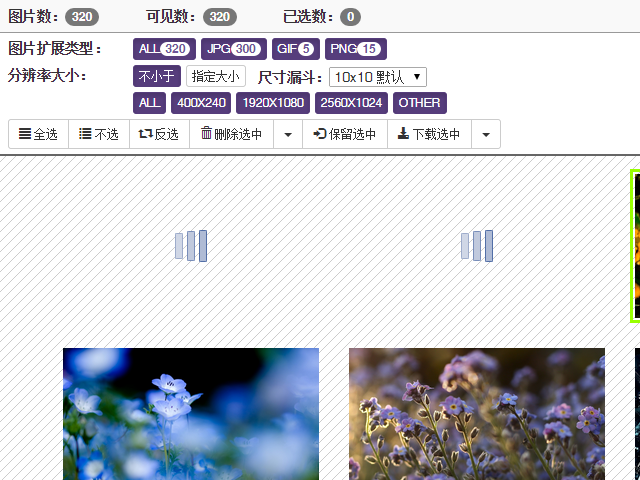 图片数： 320 可见数： 320 已选数： 0
图片扩展类型： ALL 320 JPG 300 GIF 5 PNG 15
分辨率大小： 不小于 指定大小 尺寸漏斗： 10x10 默认
ALL 400X240 1920X1080 2560X1024 OTHER
全选 不选 反选 删除选中 保留选中 下载选中